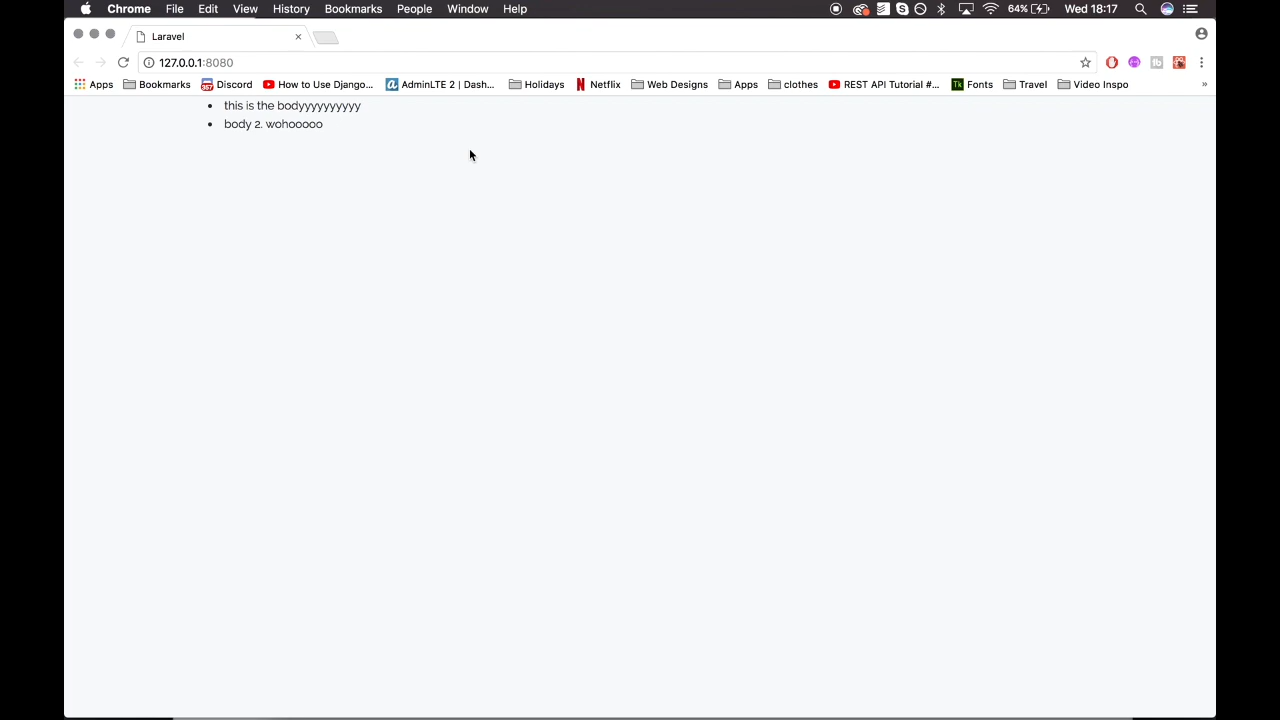 Chrome File Edit View History Bookmarks People Window Help 64% Wed 18:17
Laravel
127.0.0.1:8080
Apps Bookmarks Discord How to Use Django... AdminLTE 2 | Dash... Holidays Netflix Web Designs Apps clothes REST API Tutorial #... Tk Fonts Travel Video Inspo »
• this is the bodyyyyyyyyyy
• body 2. wohooooo